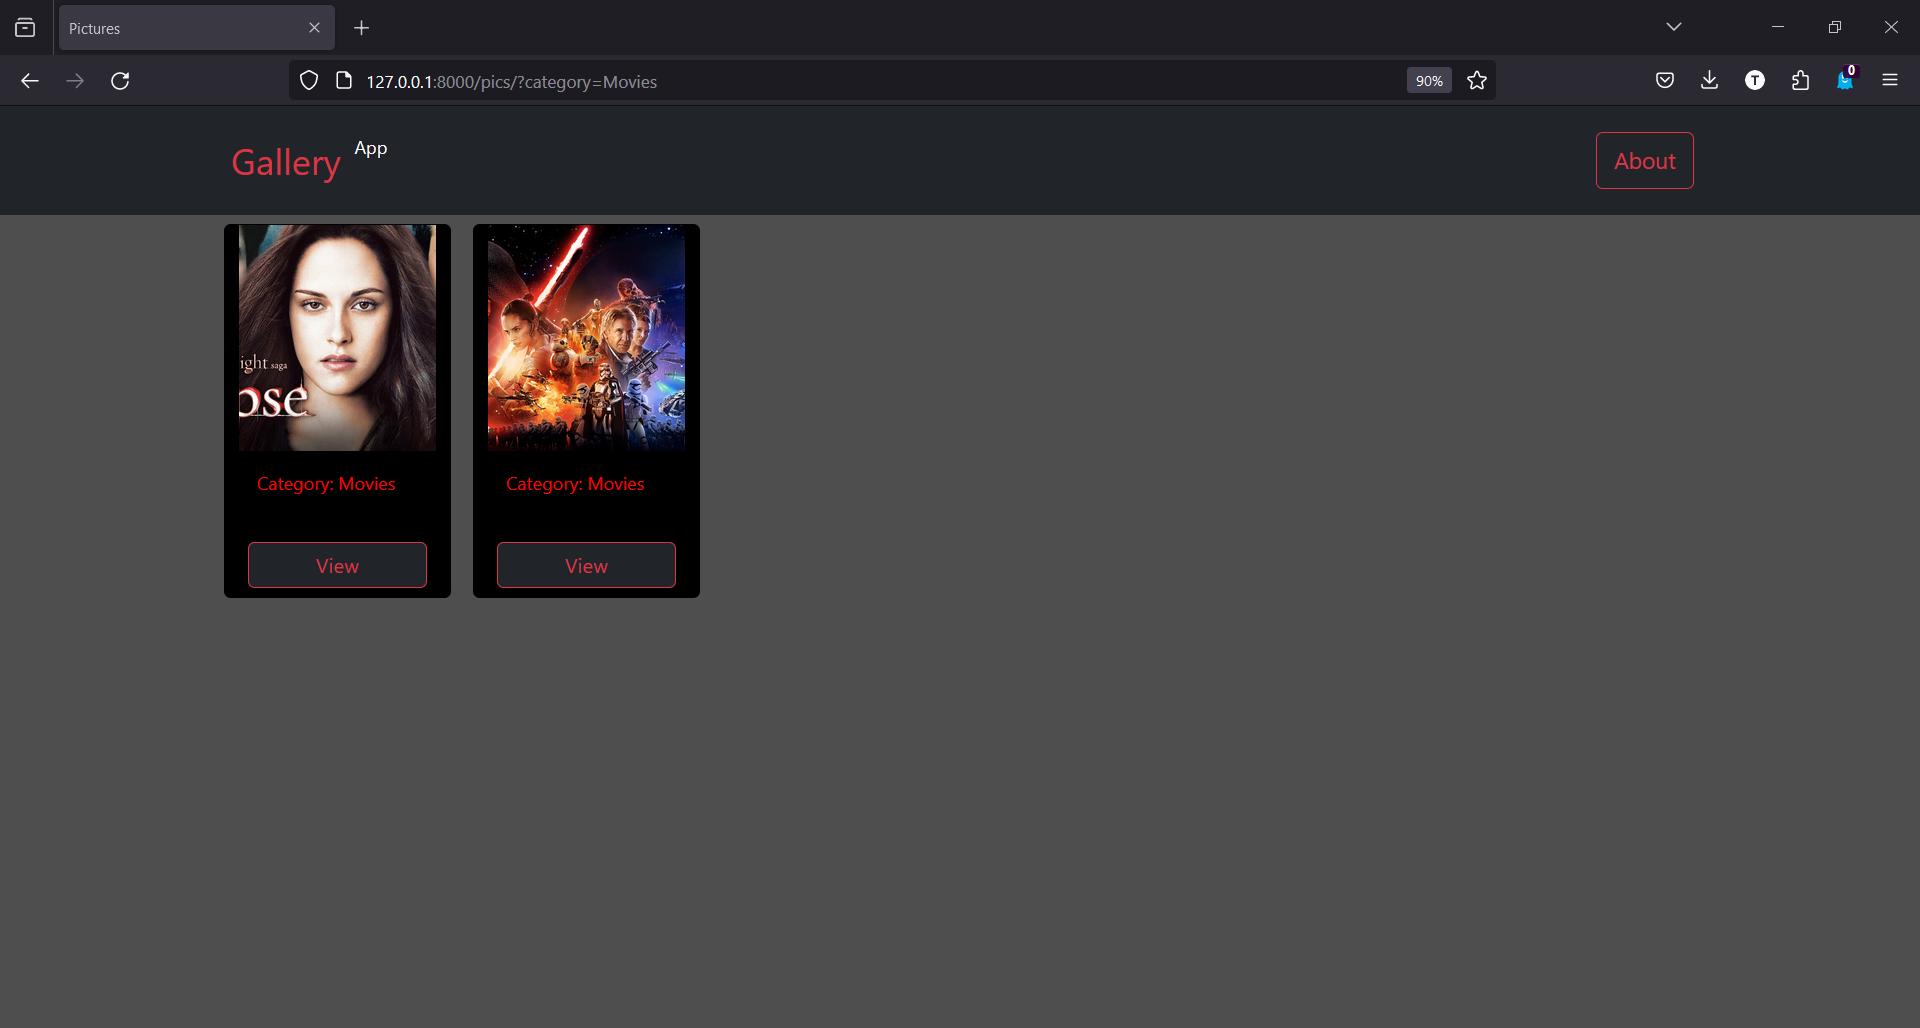 Pictures
127.0.0.1:8000/pics/?category=Movies
90%
T
0
Gallery App
About
ight saga
ose
Category: Movies
Category: Movies
View
View